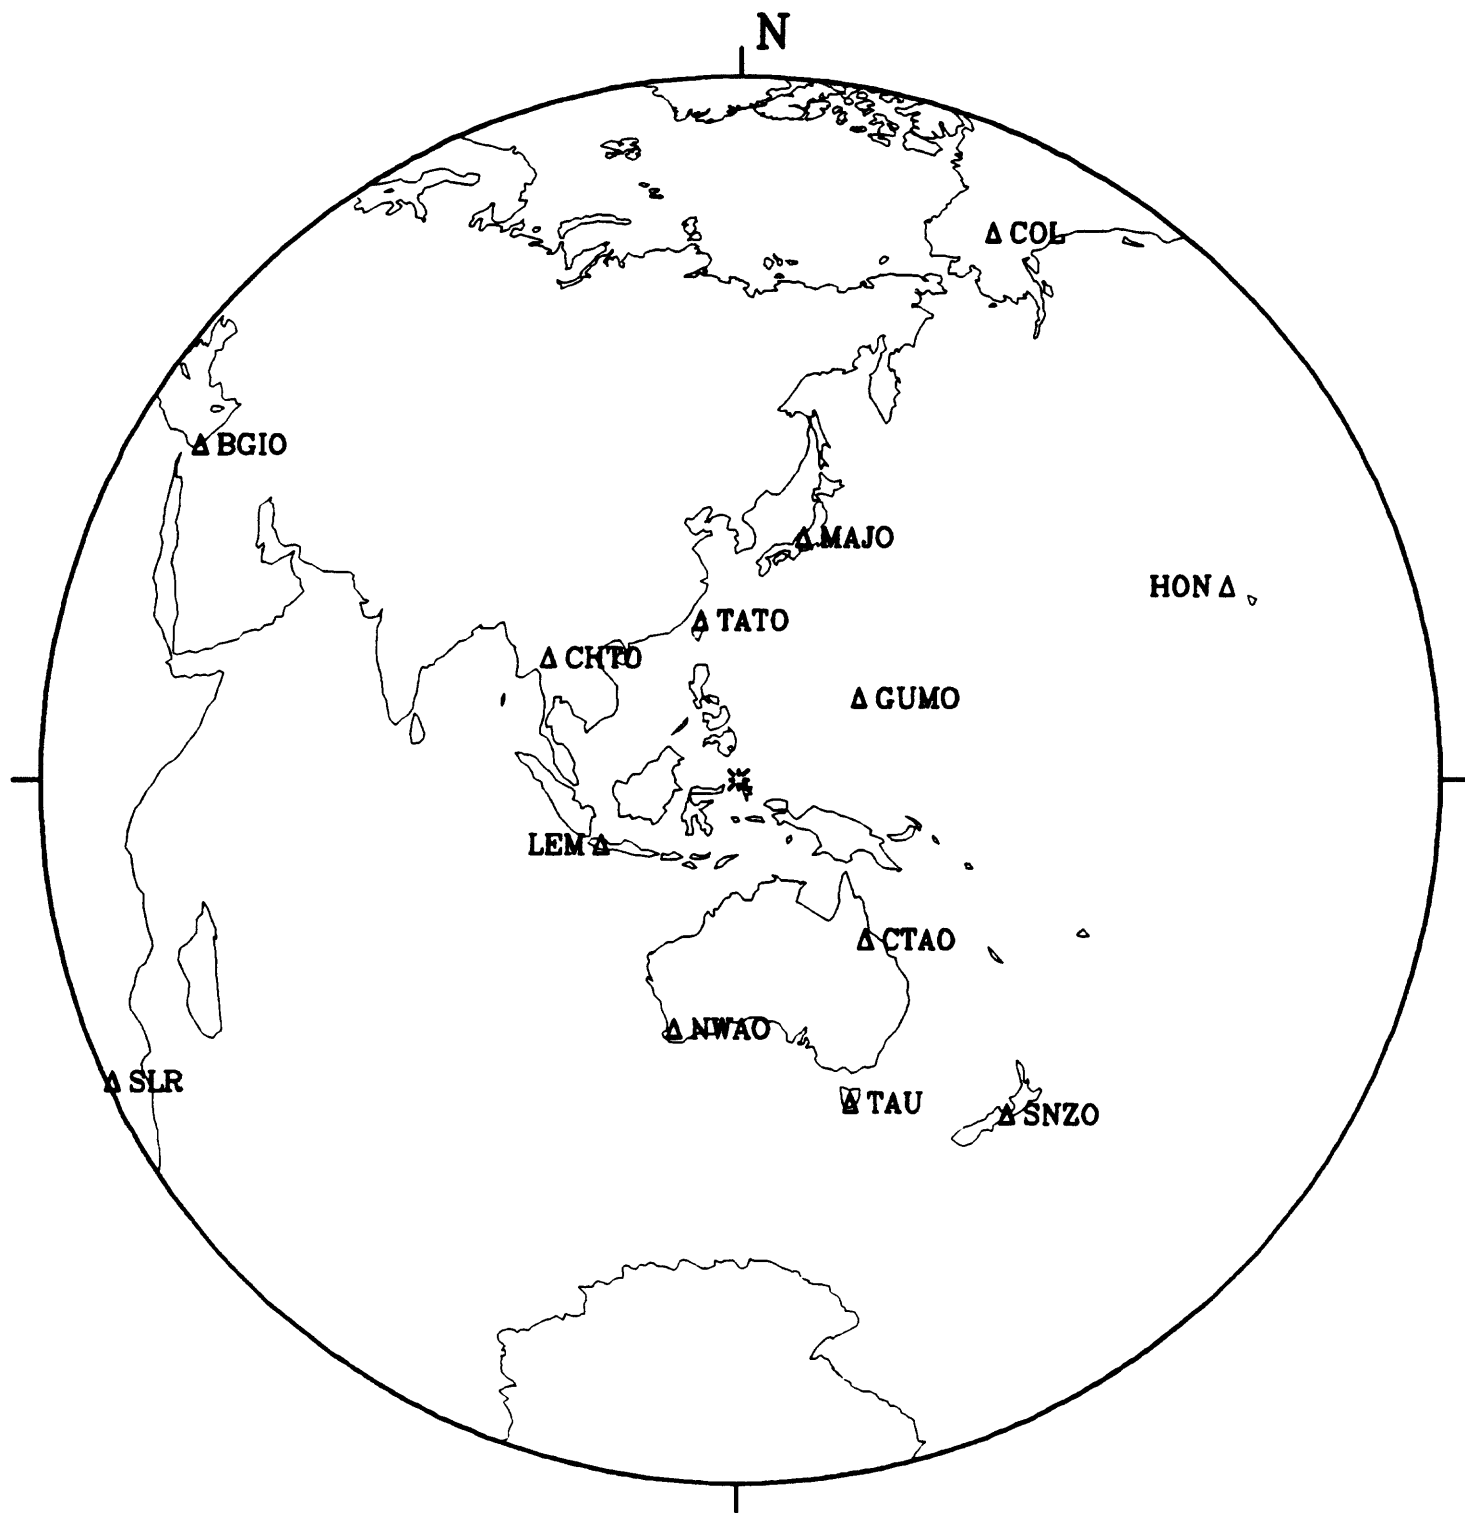 N
COL
BGIO
MAJO
HON
TATO
CHTO
GUMO
LEM
CTAO
NWAO
SLR
TAU
SNZO